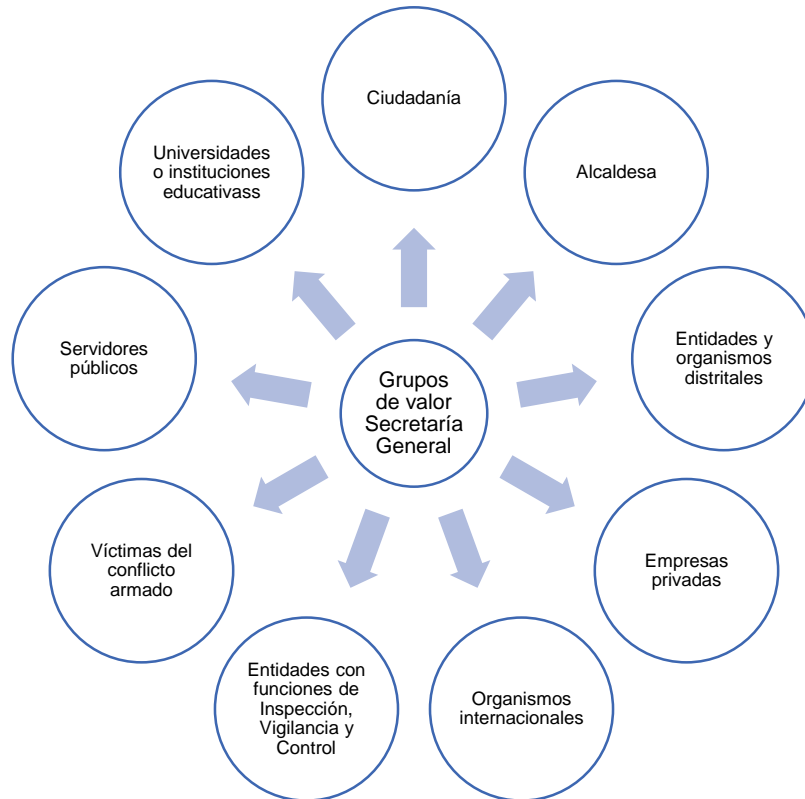 Ciudadanía
Alcaldesa
Entidades y
organismos
distritales
Empresas
privadas
Organismos
internacionales
Entidades con
funciones de
Inspección,
Vigilancia y
Control
Víctimas del
conflicto
armado
Servidores
públicos
Universidades
o instituciones
educativass
Grupos
de valor
Secretaría
General